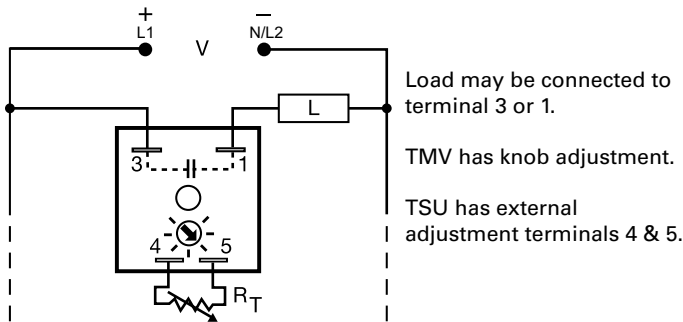 +
–
L1
V
N/L2
L
3
1
4
5
RT
Load may be connected to
terminal 3 or 1.
TMV has knob adjustment.
TSU has external
adjustment terminals 4 & 5.